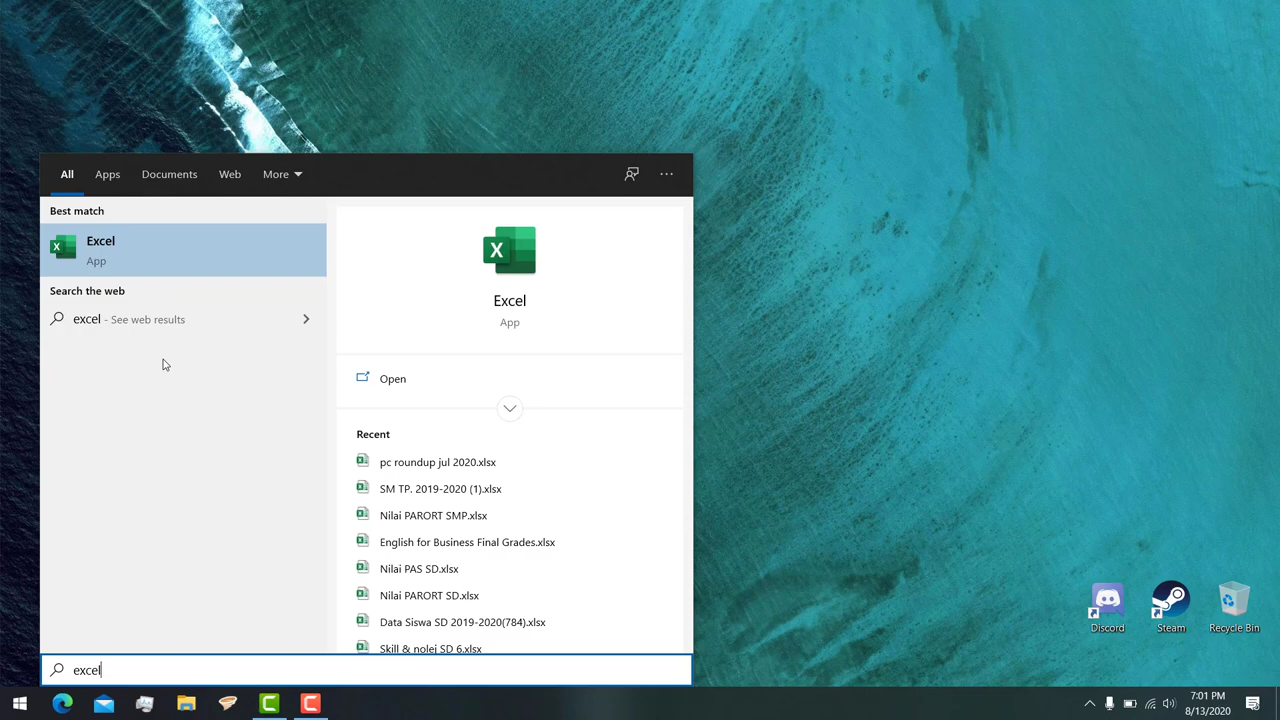 All Apps Documents Web More
Best match
Excel
App
Search the web
excel - See web results
Excel
App
Open
Recent
pc roundup jul 2020.xlsx
SM TP. 2019-2020 (1).xlsx
Nilai PARORT SMP.xlsx
English for Business Final Grades.xlsx
Nilai PAS SD.xlsx
Nilai PARORT SD.xlsx
Data Siswa SD 2019-2020(784).xlsx
Skill & nolej SD 6.xlsx
excel
Discord Steam Recycle Bin
7:01 PM
8/13/2020